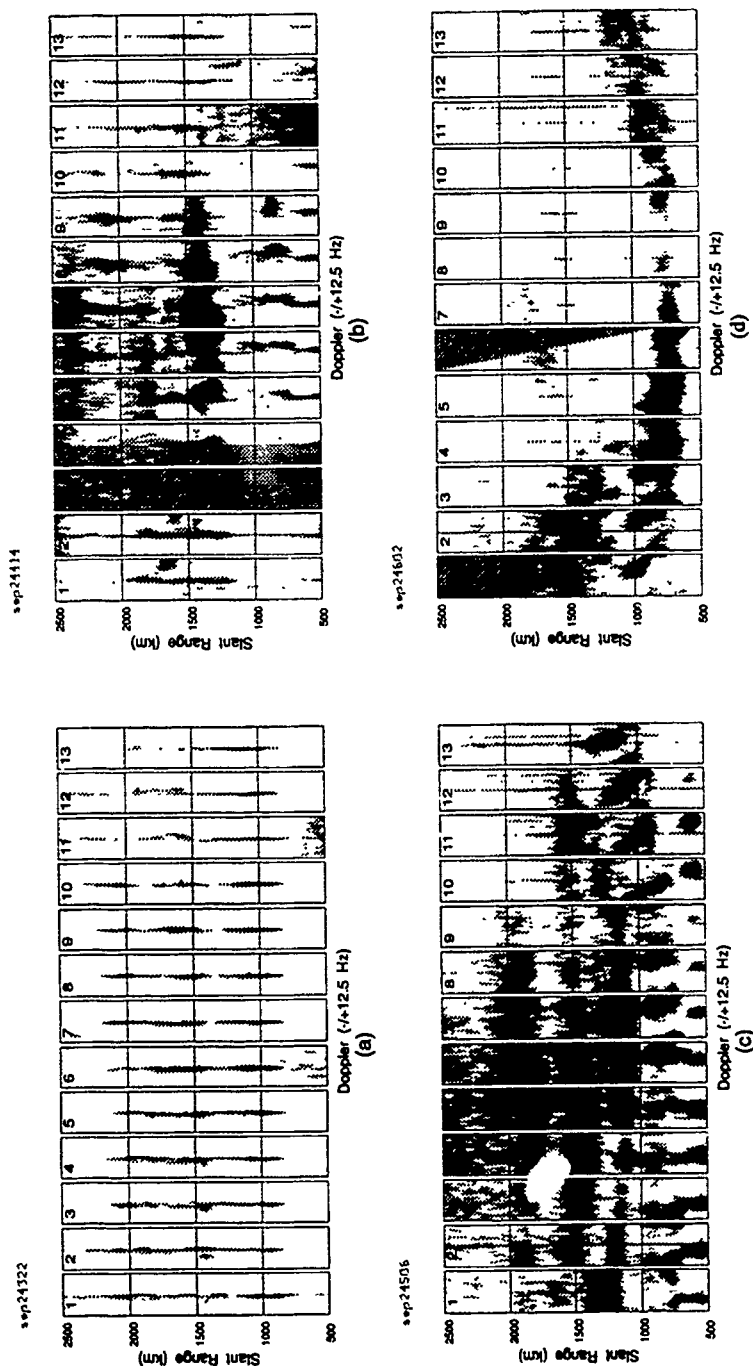 sep24322
Slant Range (km)
2500
2000
1500
1000
500
1 2 3 4 5 6 7 8 9 10 11 12 13
Doppler (-/+12.5 Hz)
(a)
sep24414
Slant Range (km)
2500
2000
1500
1000
500
1 2 9 10 11 12 13
Doppler (-/+12.5 Hz)
(b)
sep24506
Slant Range (km)
2500
2000
1500
1000
500
1 8 9 10 11 12 13
Doppler (-/+12.5 Hz)
(c)
sep24602
Slant Range (km)
2500
2000
1500
1000
500
2 3 4 5 7 8 9 10 11 12 13
Doppler (-/+12.5 Hz)
(d)